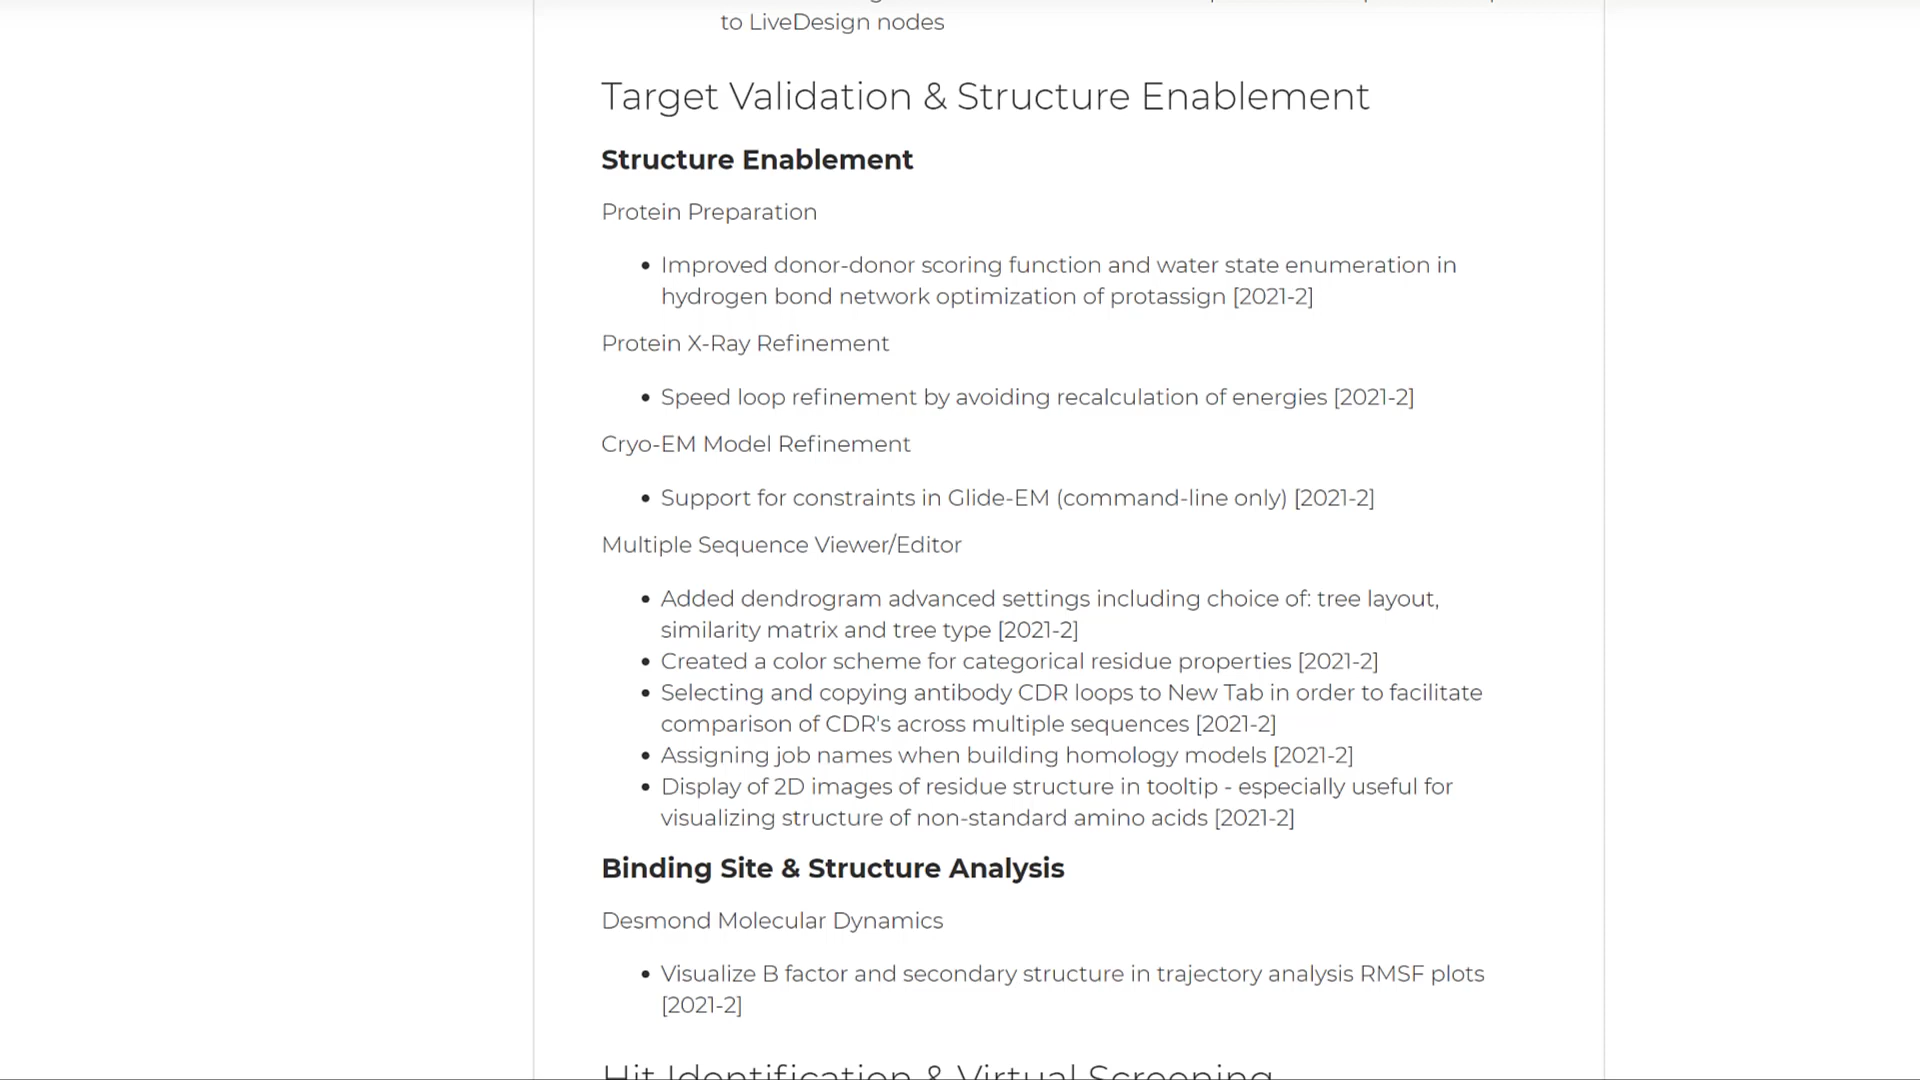 to LiveDesign nodes
Target Validation & Structure Enablement
Structure Enablement
Protein Preparation
• Improved donor-donor scoring function and water state enumeration in
hydrogen bond network optimization of protassign [2021-2]
Protein X-Ray Refinement
• Speed loop refinement by avoiding recalculation of energies [2021-2]
Cryo-EM Model Refinement
• Support for constraints in Glide-EM (command-line only) [2021-2]
Multiple Sequence Viewer/Editor
• Added dendrogram advanced settings including choice of: tree layout,
similarity matrix and tree type [2021-2]
• Created a color scheme for categorical residue properties [2021-2]
• Selecting and copying antibody CDR loops to New Tab in order to facilitate
comparison of CDR's across multiple sequences [2021-2]
• Assigning job names when building homology models [2021-2]
• Display of 2D images of residue structure in tooltip - especially useful for
visualizing structure of non-standard amino acids [2021-2]
Binding Site & Structure Analysis
Desmond Molecular Dynamics
• Visualize B factor and secondary structure in trajectory analysis RMSF plots
[2021-2]
Hit Identification & Virtual Screening